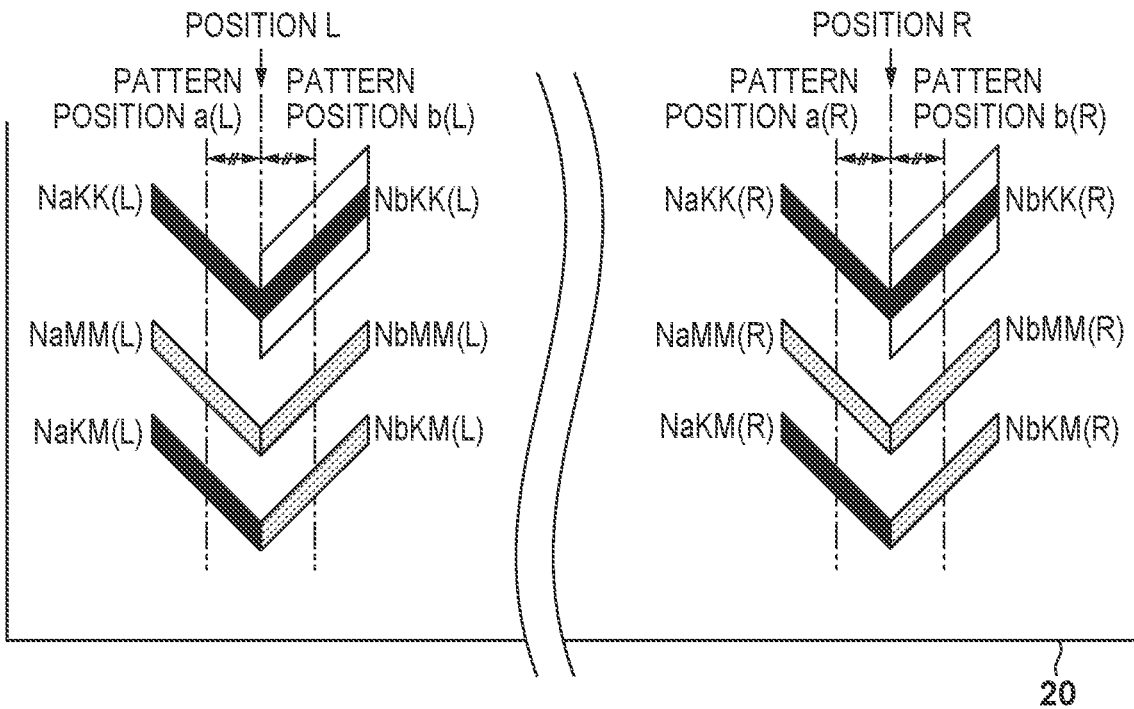 POSITION L
PATTERN POSITION a(L)
PATTERN POSITION b(L)
NaKK(L)
NbKK(L)
NaMM(L)
NbMM(L)
NaKM(L)
NbKM(L)
POSITION R
PATTERN POSITION a(R)
PATTERN POSITION b(R)
NaKK(R)
NbKK(R)
NaMM(R)
NbMM(R)
NaKM(R)
NbKM(R)
20